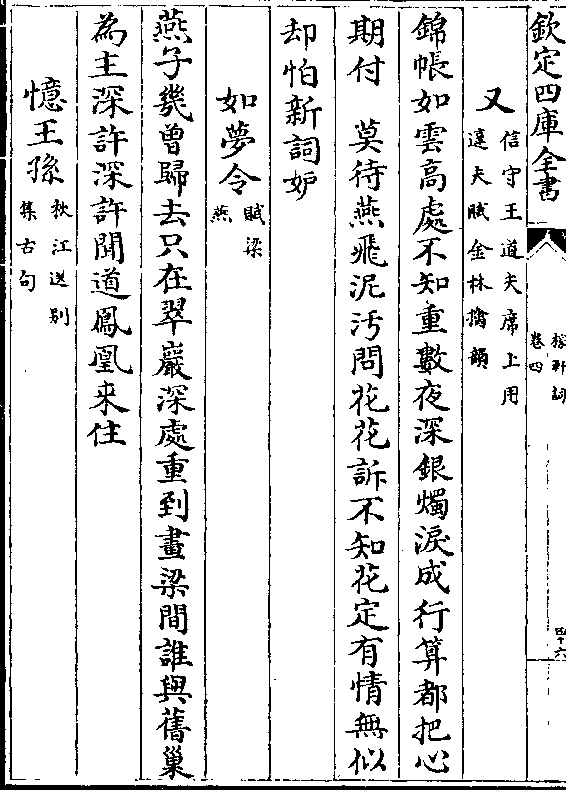 欽定四庫全書
稼軒詞
卷四
四十六
又
信守王道夫席上用
達夫賦金林檎韻
錦帳如雲高處不知重數夜深銀燭淚成行算都把心
期付　莫待燕飛泥汚問花花訴不知花定有情無似
却怕新詞妒
如夢令
賦梁
燕
燕子幾曾歸去只在翠巖深處重到畫梁間誰與舊巢
為主深許深許聞道鳳凰來住
憶王孫
秋江送別
集古句